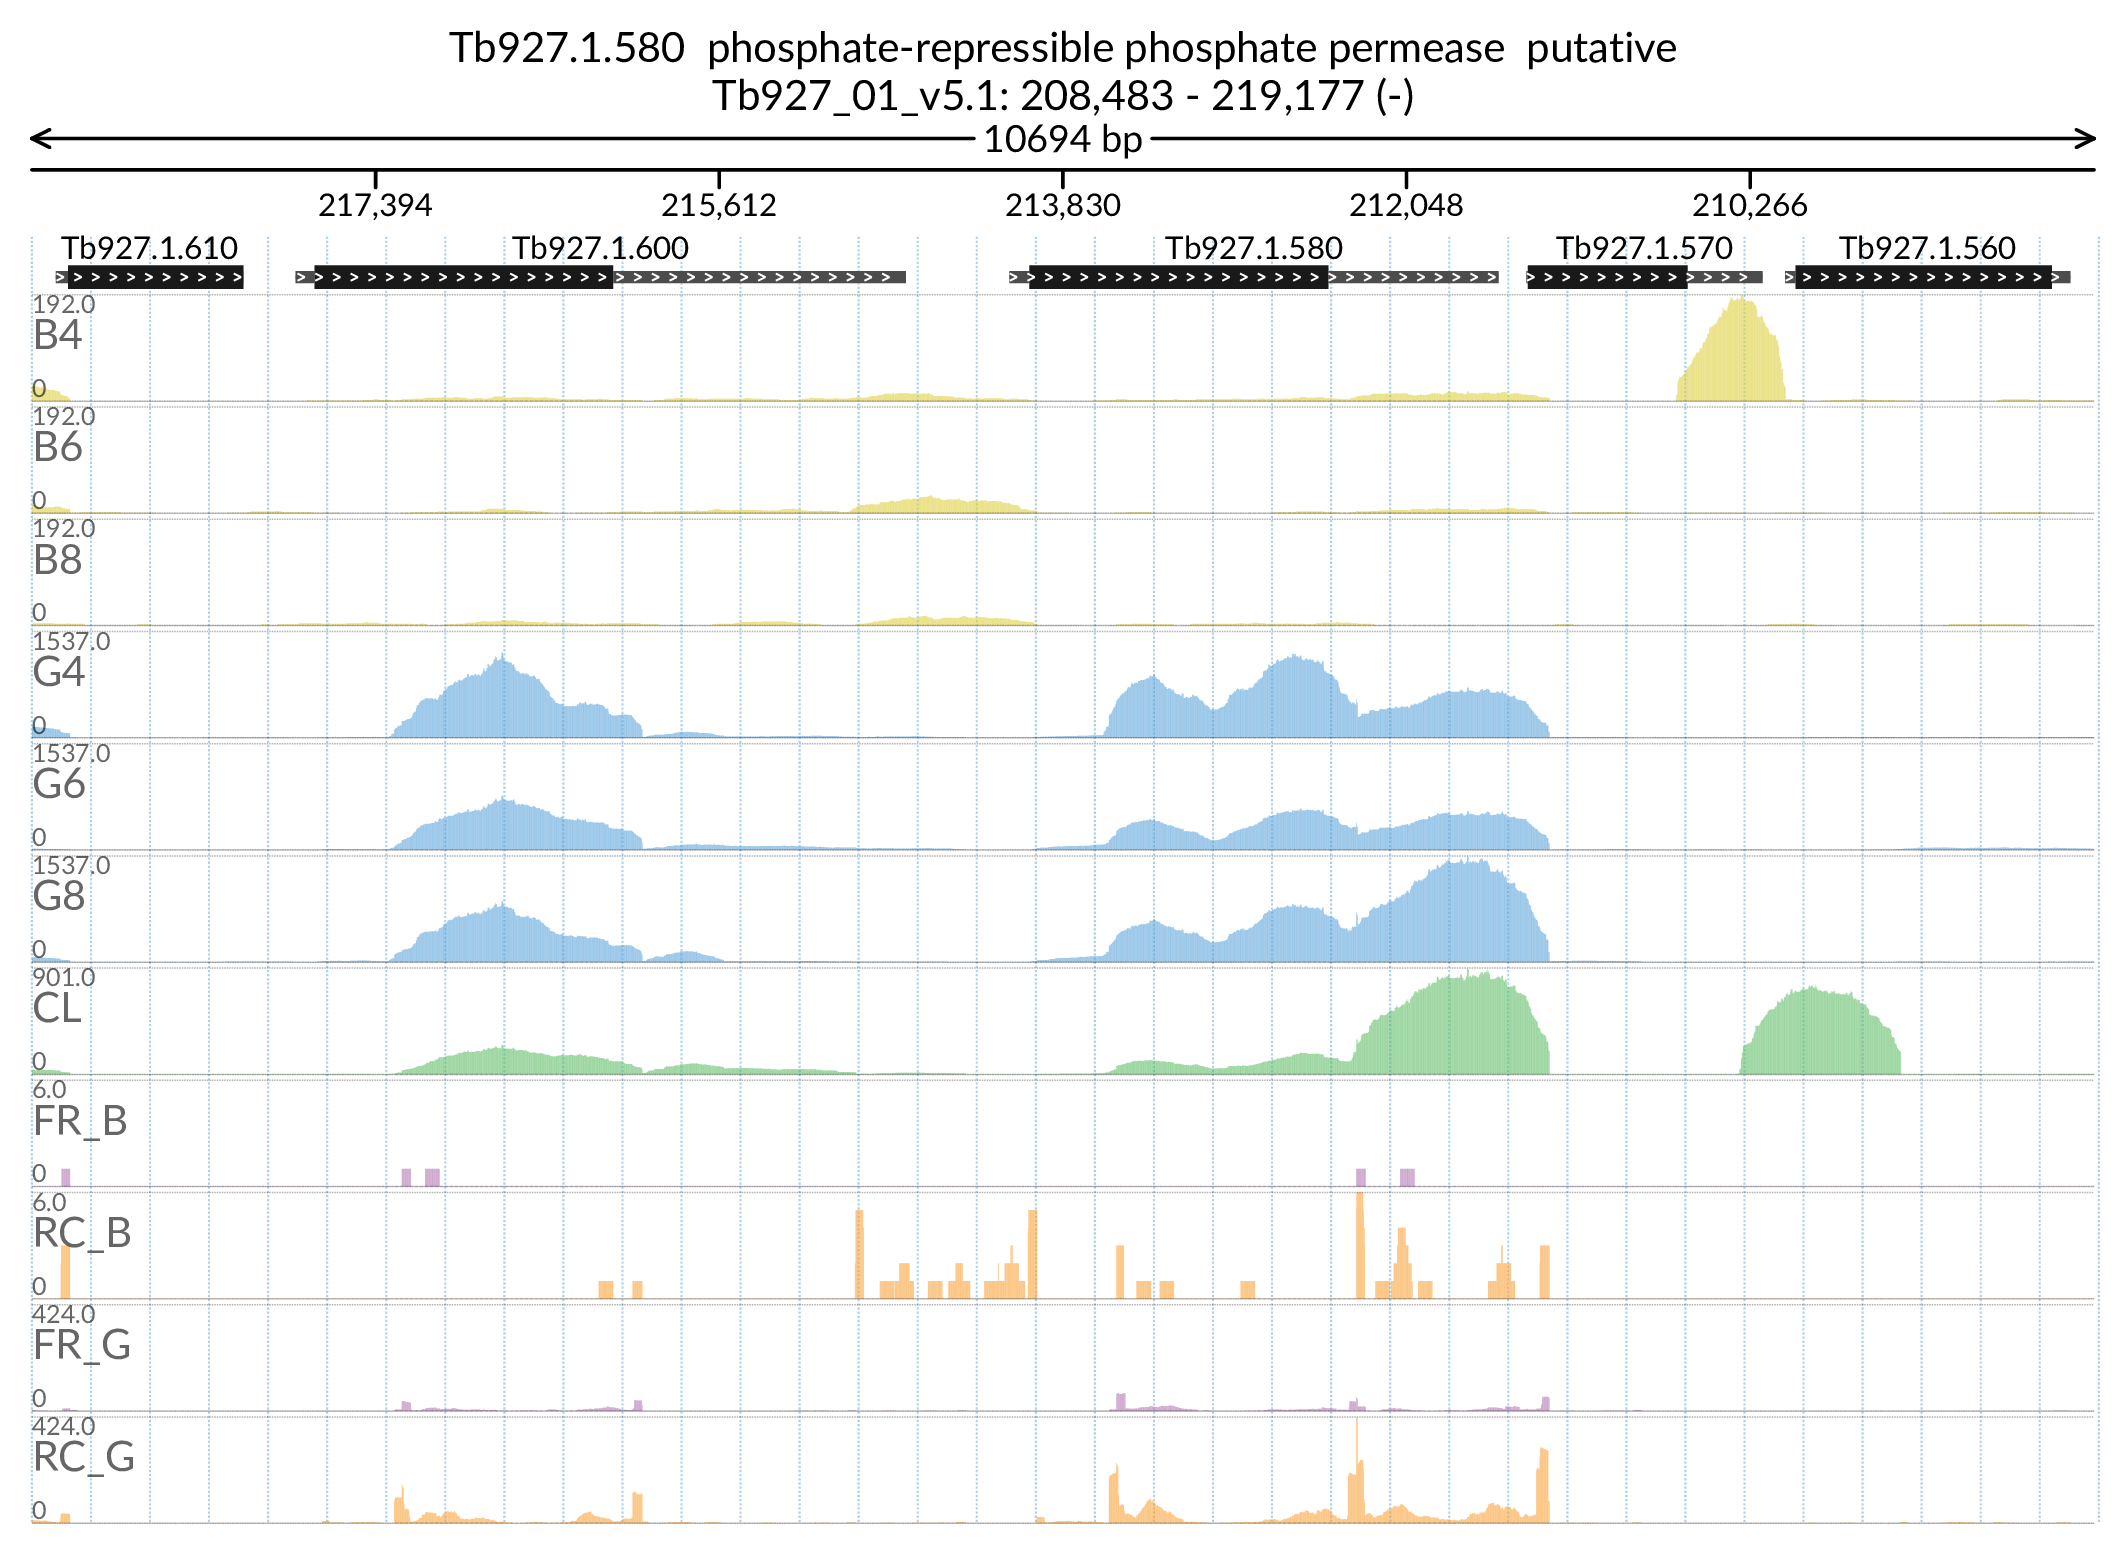 Tb927.1.580 phosphate-repressible phosphate permease putative
Tb927_01_v5.1: 208,483 - 219,177 (-)
10694 bp
217,394 215,612 213,830 212,048 210,266
Tb927.1.610 Tb927.1.600 Tb927.1.580 Tb927.1.570 Tb927.1.560
192.0
B4
0
192.0
B6
0
192.0
B8
0
1537.0
G4
0
1537.0
G6
0
1537.0
G8
0
901.0
CL
0
6.0
FR_B
0
6.0
RC_B
0
424.0
FR_G
0
424.0
RC_G
0